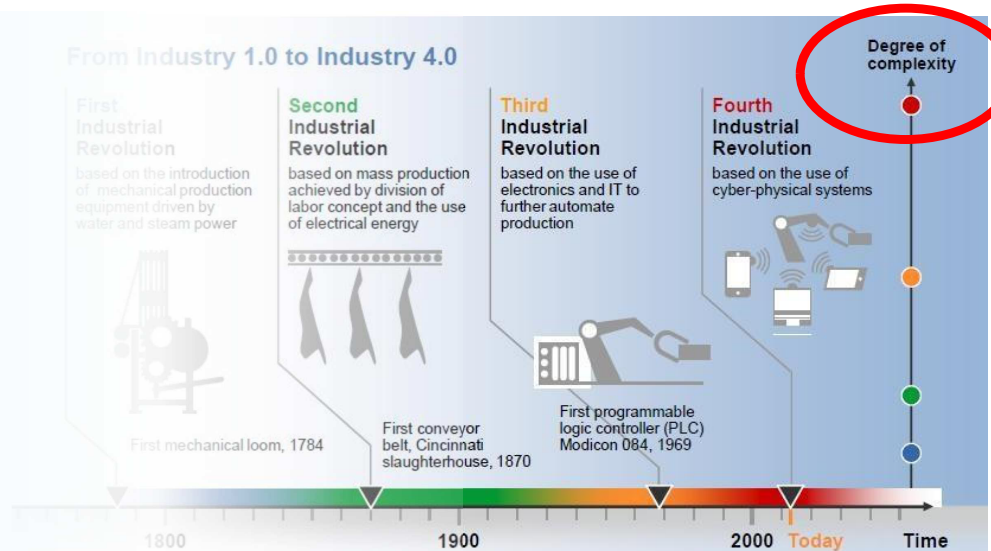 From Industry 1.0 to Industry 4.0
Degree of
complexity
First
Industrial
Revolution
based on the introduction
of mechanical production
equipment driven by
water and steam power
Second
Industrial
Revolution
based on mass production
achieved by division of
labor concept and the use
of electrical energy
Third
Industrial
Revolution
based on the use of
electronics and IT to
further automate
production
Fourth
Industrial
Revolution
based on the use of
cyber-physical systems
First mechanical loom, 1784
First conveyor
belt, Cincinnati
slaughterhouse, 1870
First programmable
logic controller (PLC)
Modicon 084, 1969
1800
1900
2000
Today
Time